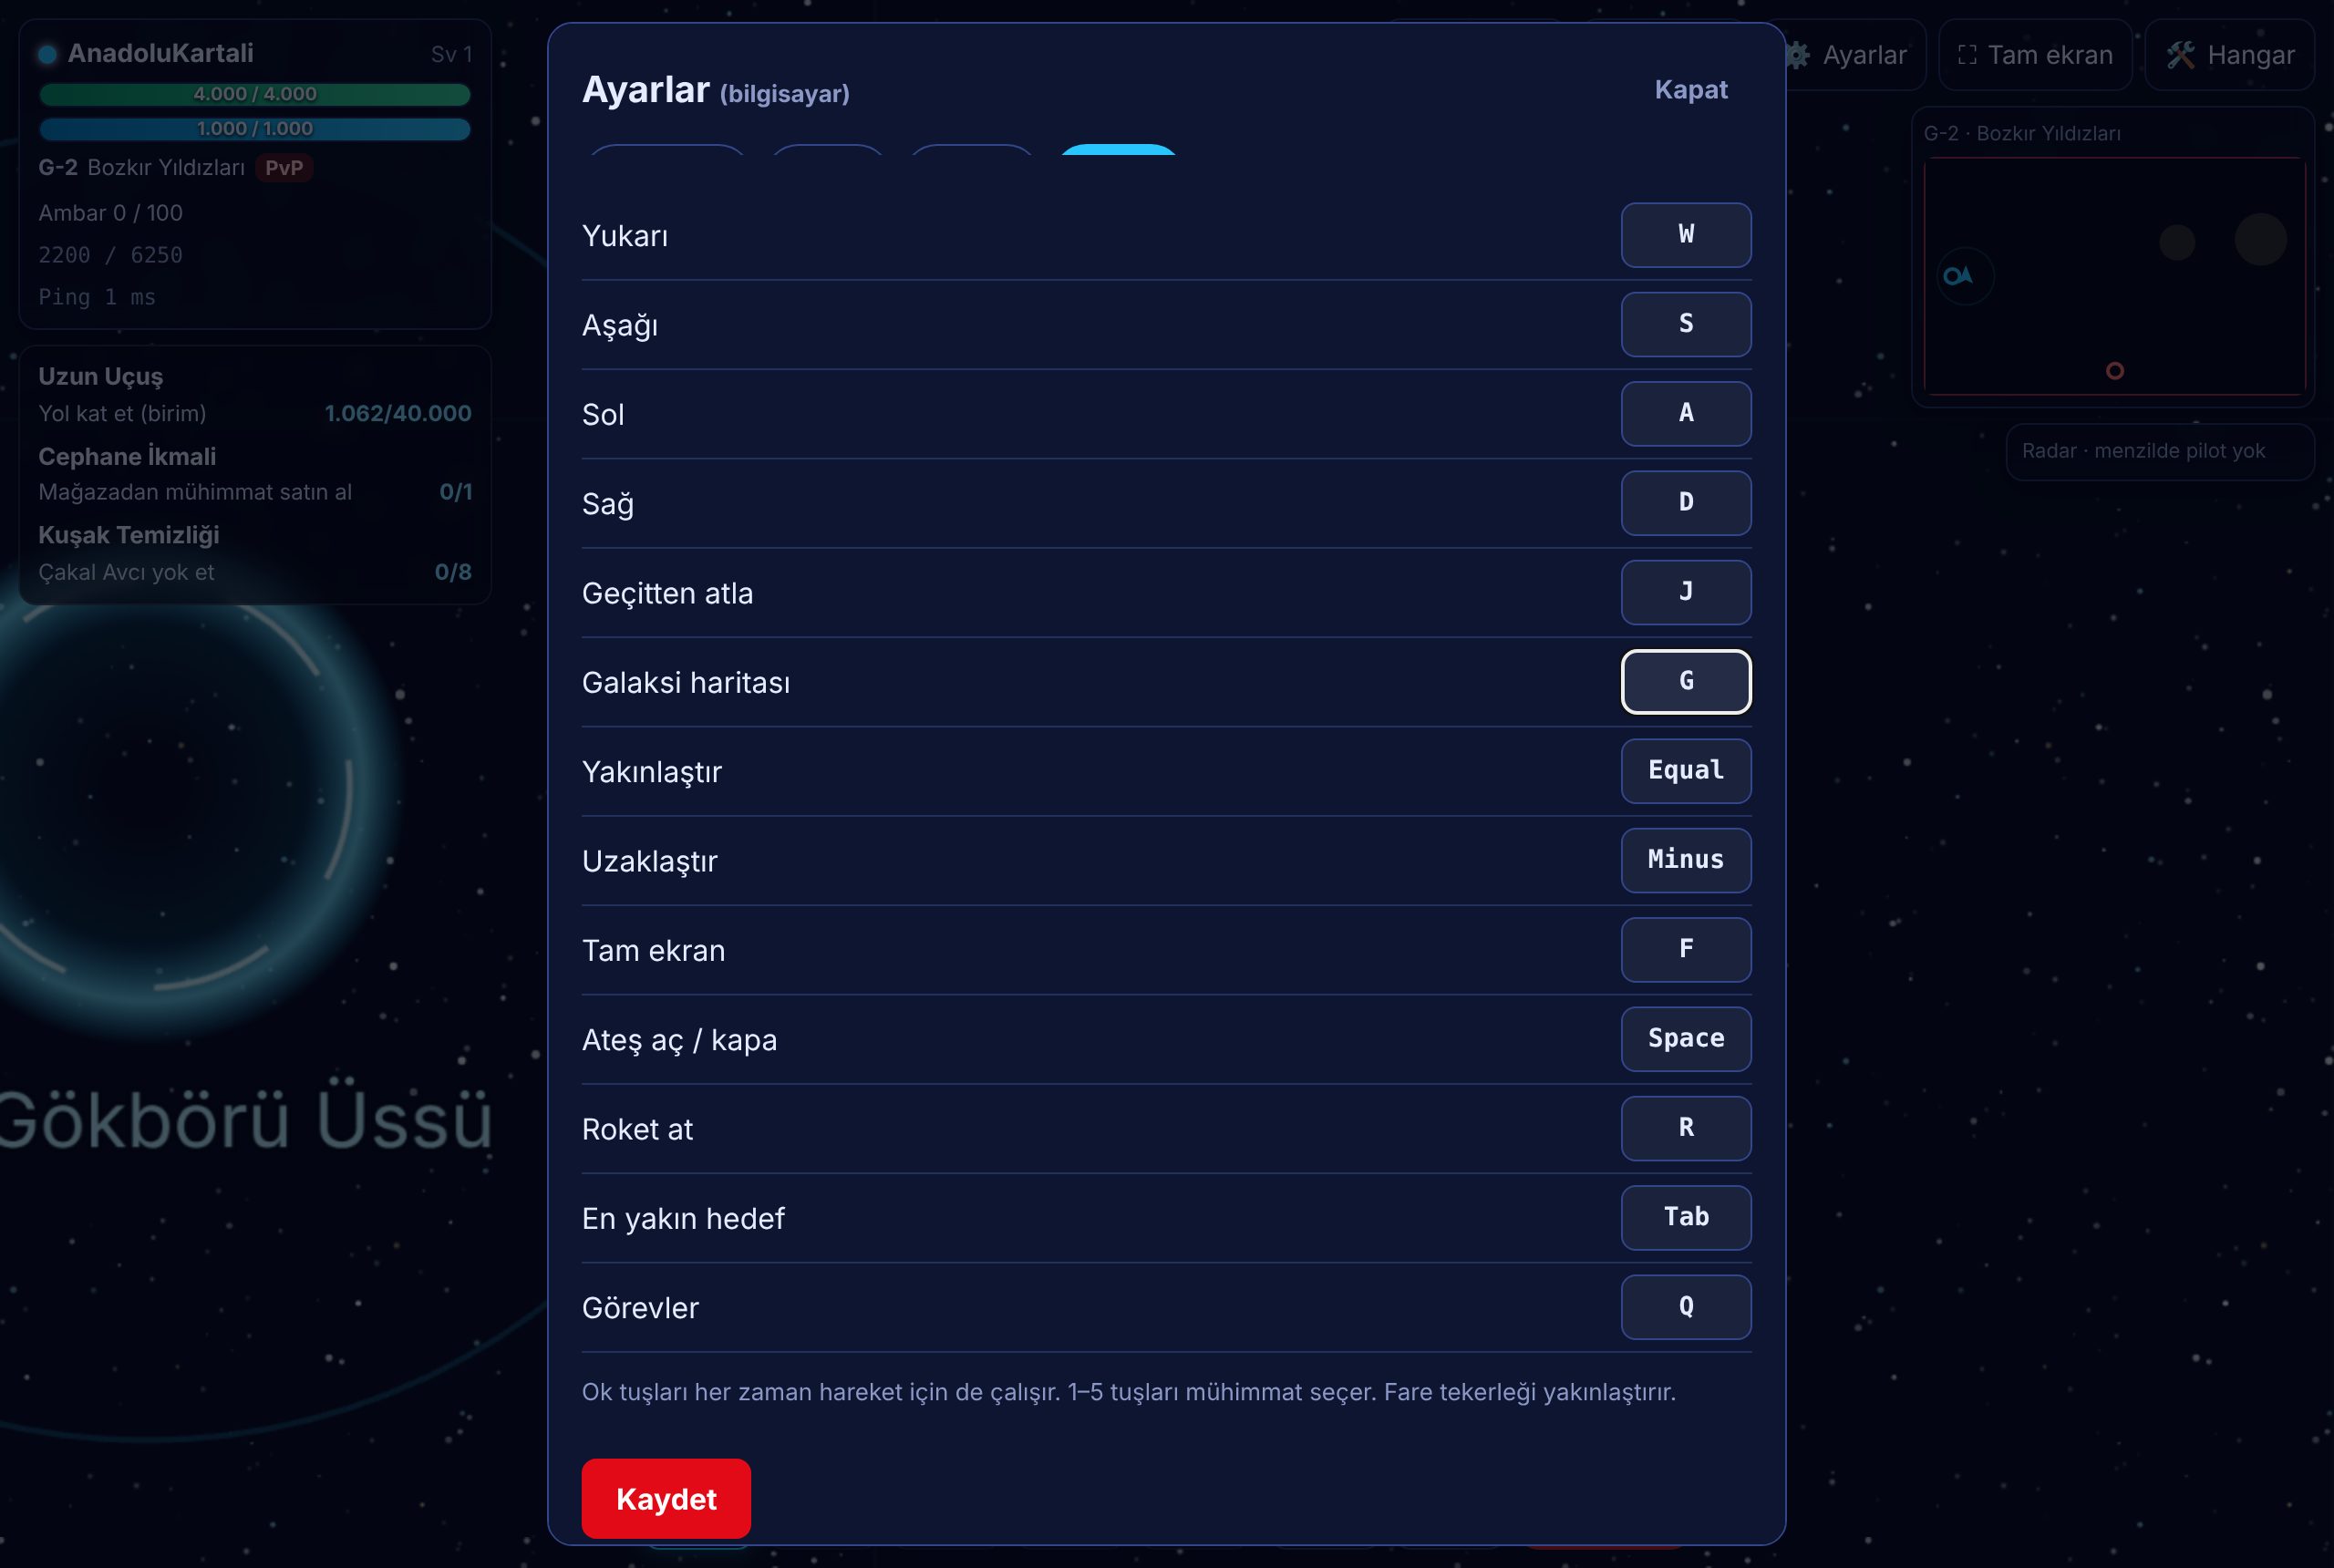 AnadoluKartali Sv 1
4.000 / 4.000
1.000 / 1.000
G-2 Bozkır Yıldızları PvP
Ambar 0 / 100
2200 / 6250
Ping 1 ms
Uzun Uçuş
Yol kat et (birim) 1.062/40.000
Cephane İkmali
Mağazadan mühimmat satın al 0/1
Kuşak Temizliği
Çakal Avcı yok et 0/8
Gökbörü Üssü
Ayarlar (bilgisayar) Kapat
Yukarı W
Aşağı S
Sol A
Sağ D
Geçitten atla J
Galaksi haritası G
Yakınlaştır Equal
Uzaklaştır Minus
Tam ekran F
Ateş aç / kapa Space
Roket at R
En yakın hedef Tab
Görevler Q
Ok tuşları her zaman hareket için de çalışır. 1–5 tuşları mühimmat seçer. Fare tekerleği yakınlaştırır.
Kaydet
Ayarlar Tam ekran Hangar
G-2 · Bozkır Yıldızları
Radar · menzilde pilot yok